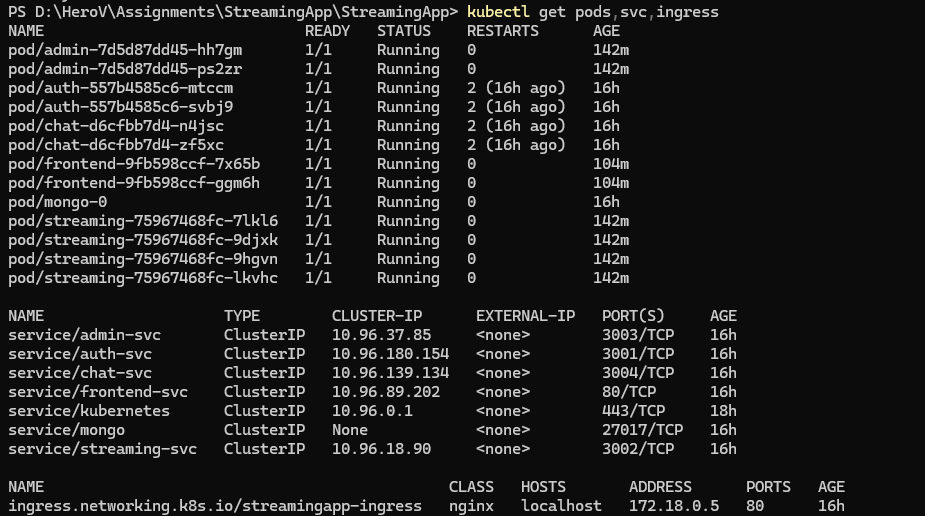 PS D:\HeroV\Assignments\StreamingApp\StreamingApp> kubectl get pods,svc,ingress
NAME READY STATUS RESTARTS AGE
pod/admin-7d5d87dd45-hh7gm 1/1 Running 0 142m
pod/admin-7d5d87dd45-ps2zr 1/1 Running 0 142m
pod/auth-557b4585c6-mtccm 1/1 Running 2 (16h ago) 16h
pod/auth-557b4585c6-svbj9 1/1 Running 2 (16h ago) 16h
pod/chat-d6cfbb7d4-n4jsc 1/1 Running 2 (16h ago) 16h
pod/chat-d6cfbb7d4-zf5xc 1/1 Running 2 (16h ago) 16h
pod/frontend-9fb598ccf-7x65b 1/1 Running 0 104m
pod/frontend-9fb598ccf-ggm6h 1/1 Running 0 104m
pod/mongo-0 1/1 Running 0 16h
pod/streaming-75967468fc-7lkl6 1/1 Running 0 142m
pod/streaming-75967468fc-9djxk 1/1 Running 0 142m
pod/streaming-75967468fc-9hgvn 1/1 Running 0 142m
pod/streaming-75967468fc-lkvhc 1/1 Running 0 142m
NAME TYPE CLUSTER-IP EXTERNAL-IP PORT(S) AGE
service/admin-svc ClusterIP 10.96.37.85 <none> 3003/TCP 16h
service/auth-svc ClusterIP 10.96.180.154 <none> 3001/TCP 16h
service/chat-svc ClusterIP 10.96.139.134 <none> 3004/TCP 16h
service/frontend-svc ClusterIP 10.96.89.202 <none> 80/TCP 16h
service/kubernetes ClusterIP 10.96.0.1 <none> 443/TCP 18h
service/mongo ClusterIP None <none> 27017/TCP 16h
service/streaming-svc ClusterIP 10.96.18.90 <none> 3002/TCP 16h
NAME CLASS HOSTS ADDRESS PORTS AGE
ingress.networking.k8s.io/streamingapp-ingress nginx localhost 172.18.0.5 80 16h